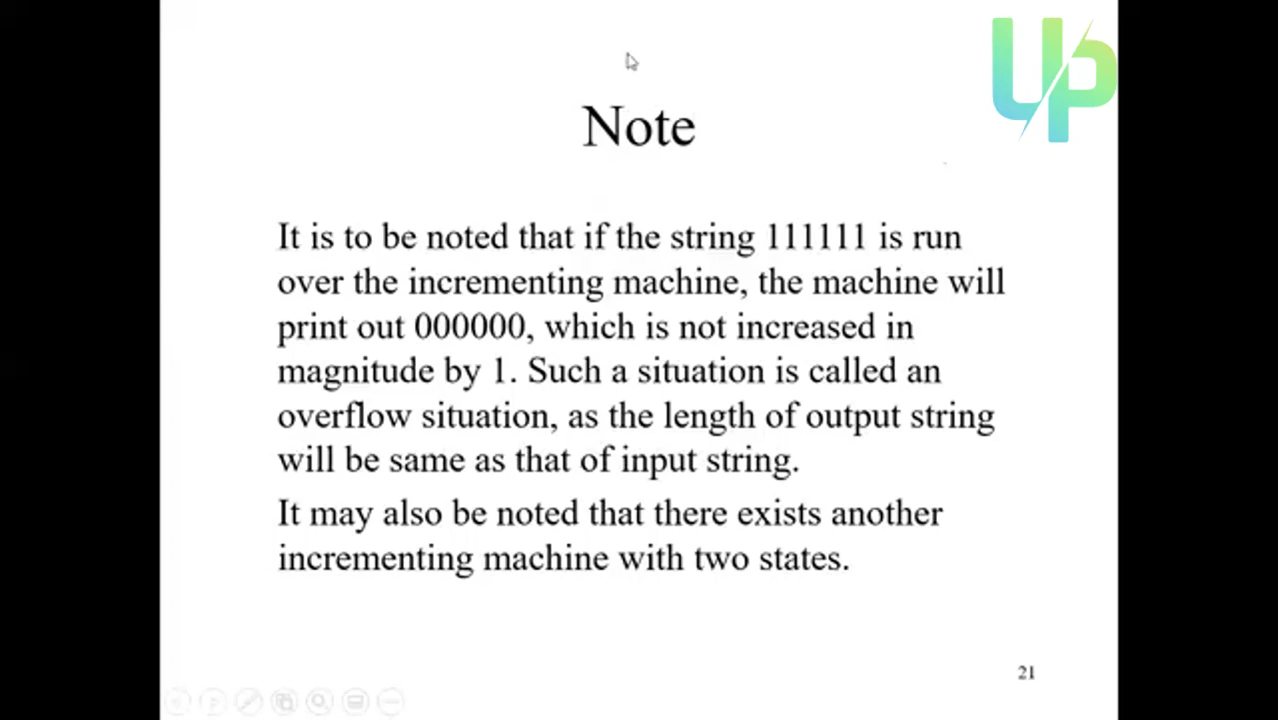 UP
Note
It is to be noted that if the string 111111 is run
over the incrementing machine, the machine will
print out 000000, which is not increased in
magnitude by 1. Such a situation is called an
overflow situation, as the length of output string
will be same as that of input string.
It may also be noted that there exists another
incrementing machine with two states.
21